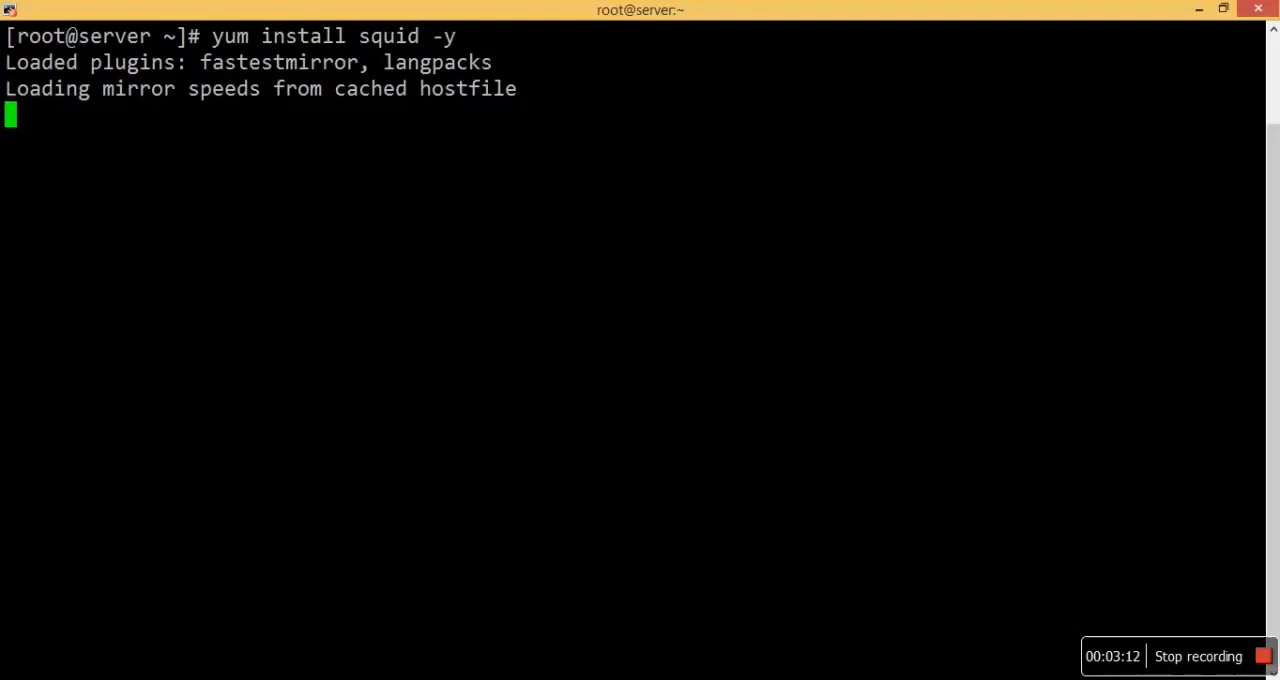 root@server:~
[root@server ~]# yum install squid -y
Loaded plugins: fastestmirror, langpacks
Loading mirror speeds from cached hostfile
00:03:12 Stop recording